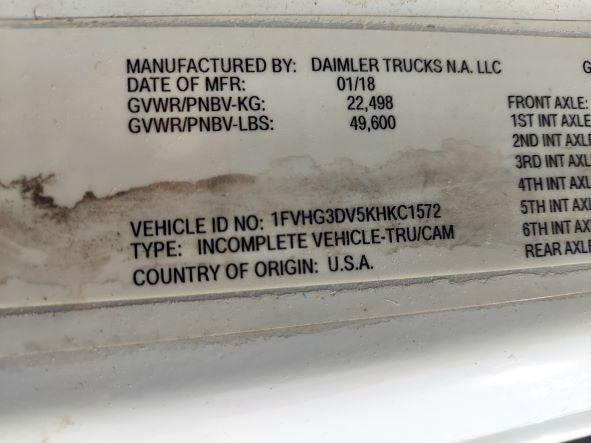 MANUFACTURED BY: DAIMLER TRUCKS N.A. LLC G
DATE OF MFR: 01/18
GVWR/PNBV-KG: 22,498
GVWR/PNBV-LBS: 49,600
FRONT AXLE:
1ST INT AXLE
2ND INT AXLE
3RD INT AXL
4TH INT AXL
5TH INT AX
6TH INT A
REAR AXLE
VEHICLE ID NO: 1FVHG3DV5KHKC1572
TYPE: INCOMPLETE VEHICLE-TRU/CAM
COUNTRY OF ORIGIN: U.S.A.